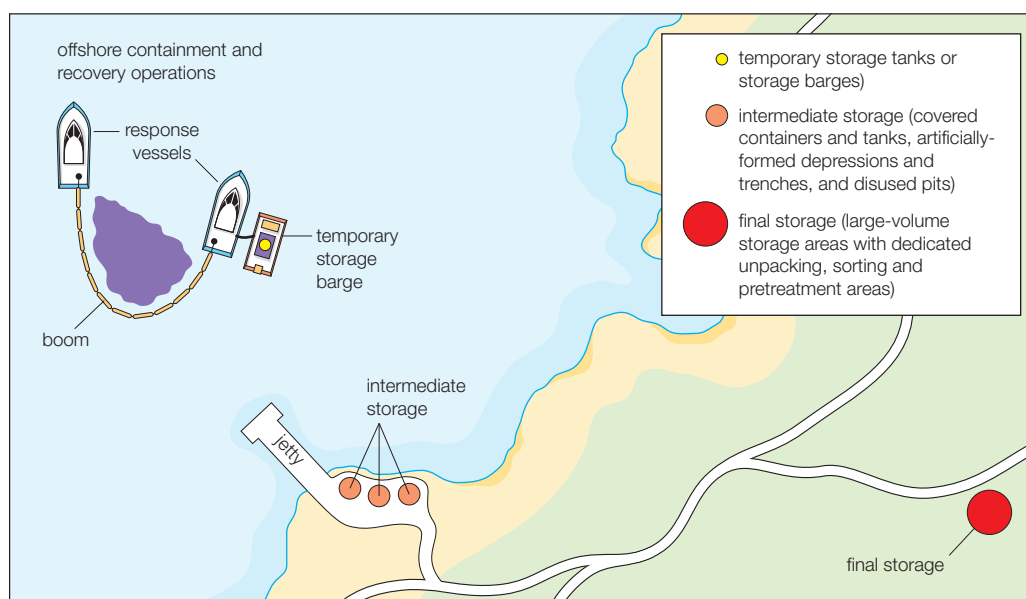 offshore containment and
recovery operations
response
vessels
temporary
storage
barge
boom
intermediate
storage
jetty
temporary storage tanks or
storage barges)
intermediate storage (covered
containers and tanks, artificially-
formed depressions and
trenches, and disused pits)
final storage (large-volume
storage areas with dedicated
unpacking, sorting and
pretreatment areas)
final storage